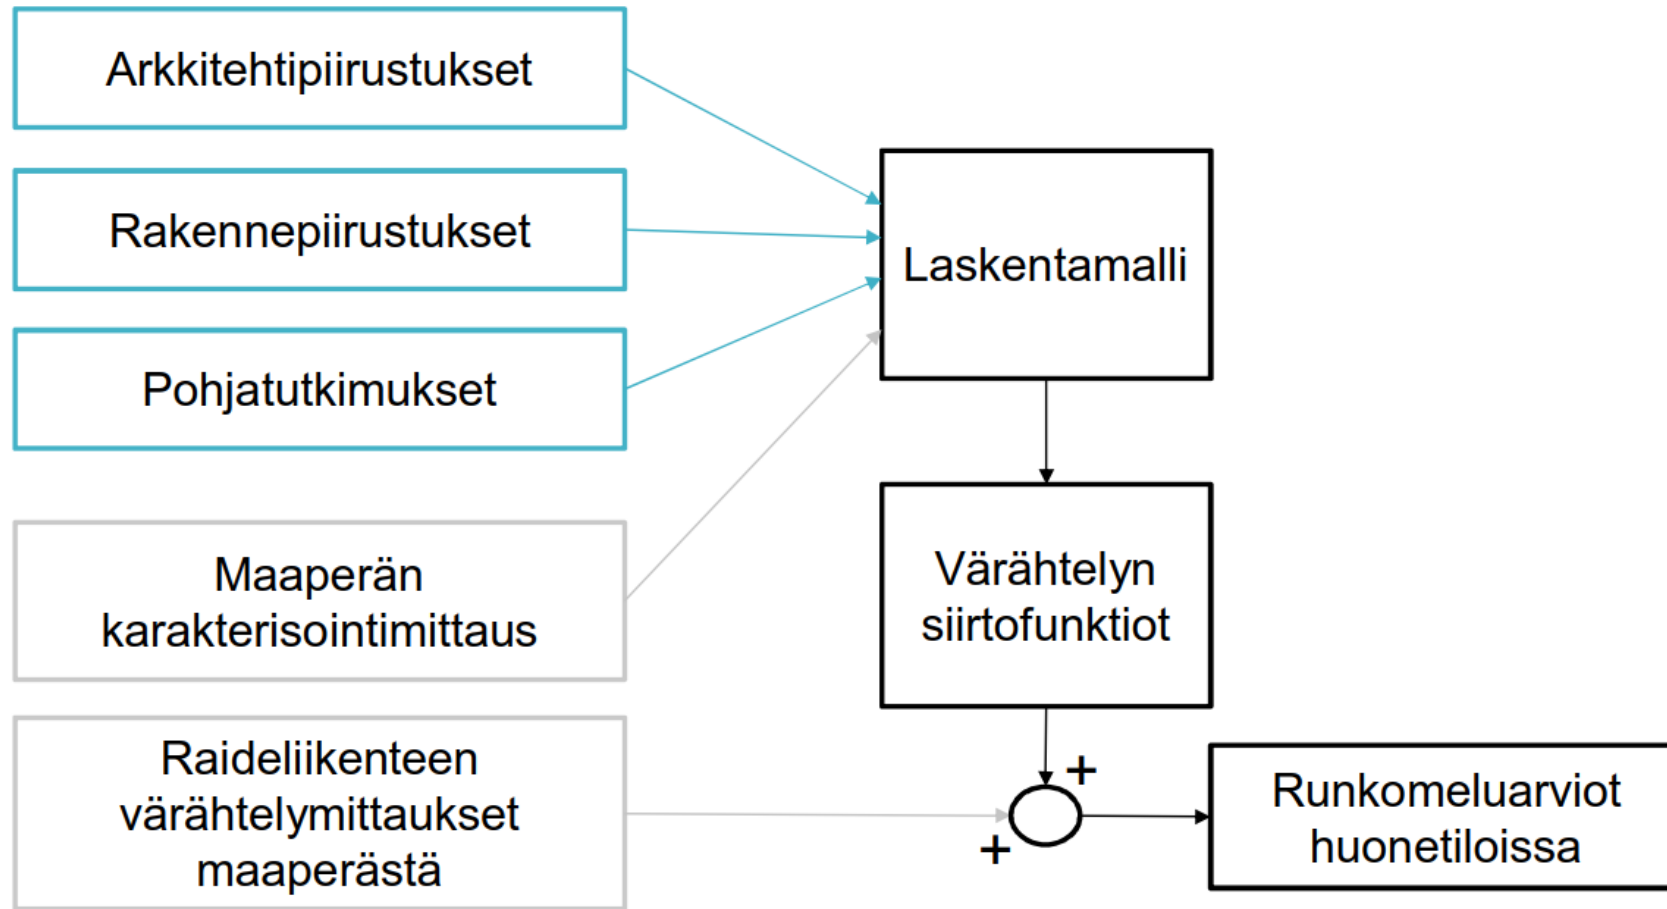 Arkkitehtipiirustukset
Rakennepiirustukset
Pohjatutkimukset
Laskentamalli
Maaperän
karakterisointimittaus
Värähtelyn
siirtofunktiot
Raideliikenteen
värähtelymittaukset
maaperästä
+
+
Runkomeluarviot
huonetiloissa